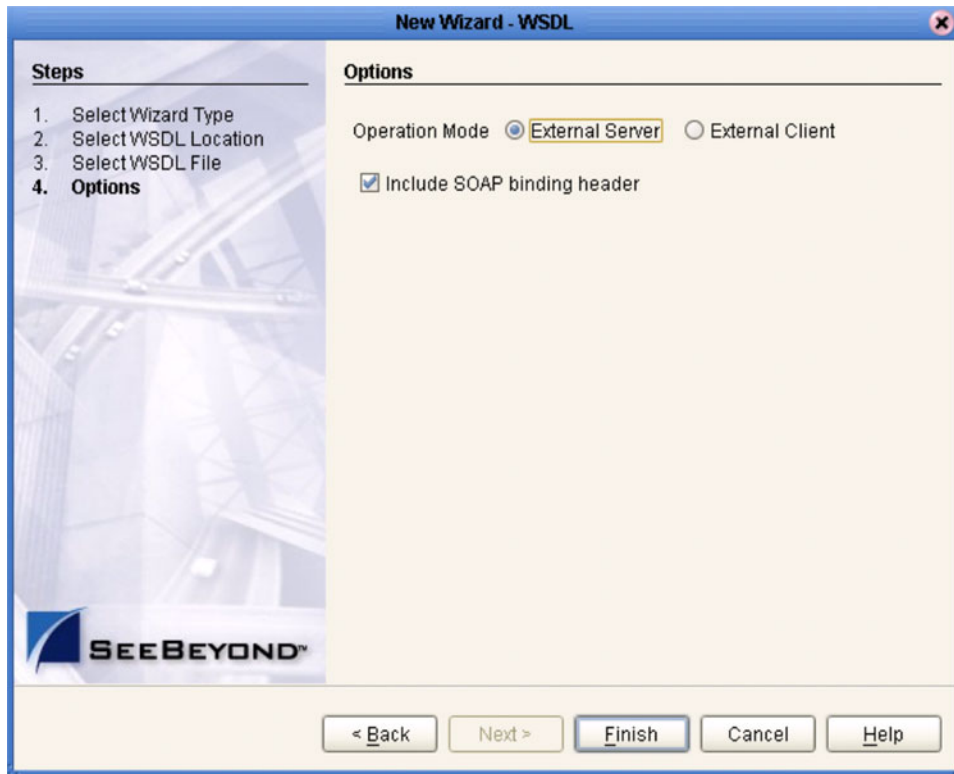 New Wizard - WSDL
Steps
1. Select Wizard Type
2. Select WSDL Location
3. Select WSDL File
4. Options
Options
Operation Mode External Server External Client
Include SOAP binding header
SEEBEYOND™
< Back Next > Finish Cancel Help